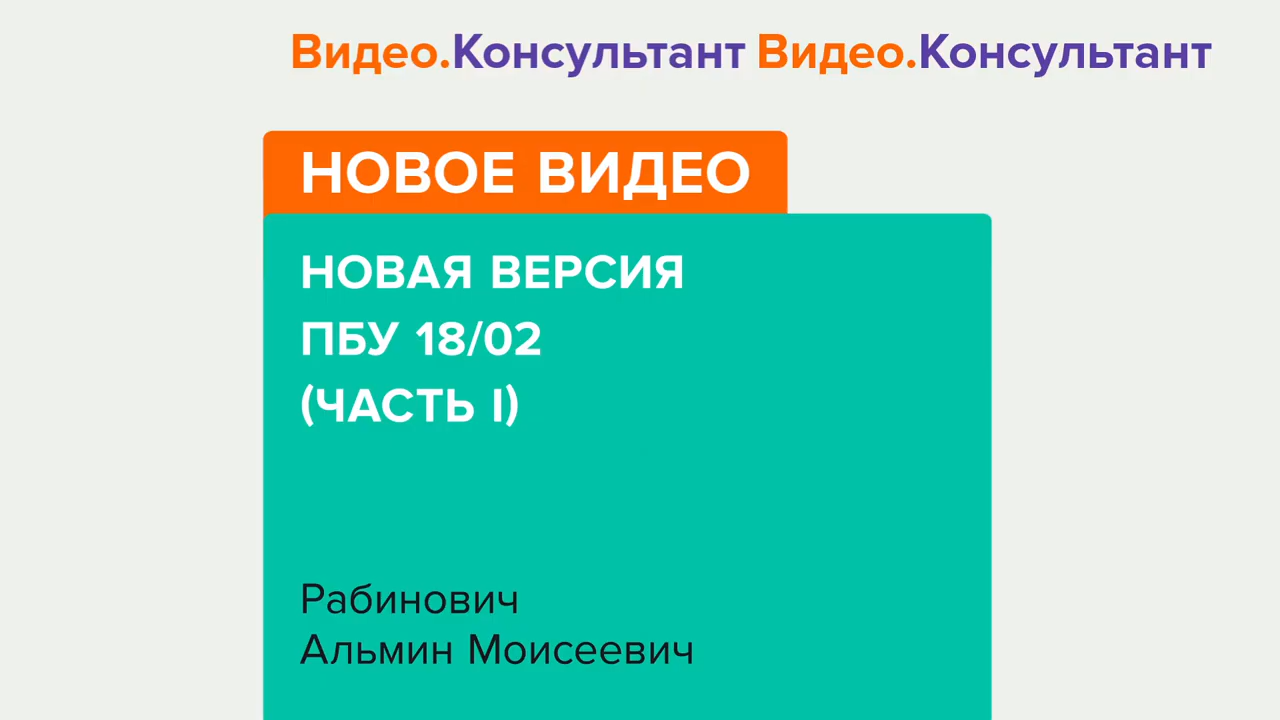 Видео.Консультант Видео.Консультант
НОВОЕ ВИДЕО
НОВАЯ ВЕРСИЯ
ПБУ 18/02
(ЧАСТЬ I)
Рабинович
Альмин Моисеевич